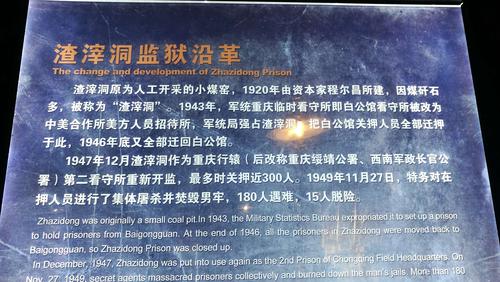 渣滓洞监狱沿革
The change and development of Zhazidong Prison
渣滓洞原为人工开采的小煤窑，1920年由资本家程尔昌所建，因煤矸石
多，被称为“渣滓洞”。1943年，军统重庆临时看守所即白公馆看守所被改为
中美合作所美方人员招待所，军统局强占渣滓洞，把白公馆关押人员全部迁押
于此，1946年底又全部迁回白公馆。
1947年12月渣滓洞作为重庆行辕（后改称重庆绥靖公署、西南军政长官公
署）第二看守所重新开监，最多时关押近300人。1949年11月27日，特务对在
押人员进行了集体屠杀并焚毁男牢，180人遇难，15人脱险。
Zhazidong was originally a small coal pit.In 1943, the Military Statistics Bureau expropriated it to set up a prison
to hold prisoners from Baigongguan. At the end of 1946, all the prisoners in Zhazidong were moved back to
Baigongguan, so Zhazidong Prison was closed up.
In December, 1947, Zhazidong was put into use again as the 2nd Prison of Chongqing Field Headquarters. On
Nov. 27, 1949, secret agents massacred prisoners collectively and burned down the man's jails. More than 180